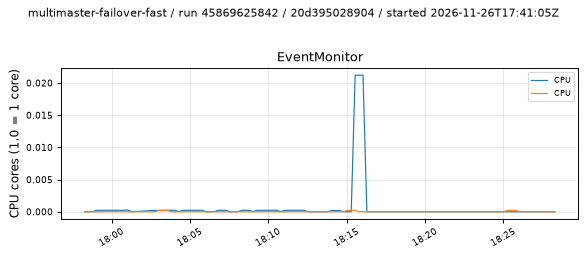 multimaster-failover-fast / run 45869625842 / 20d395028904 / started 2026-11-26T17:41:05Z
EventMonitor
CPU cores (1.0 = 1 core)
0.020
0.015
0.010
0.005
0.000
CPU
CPU
18:00
18:05
18:10
18:15
18:20
18:25